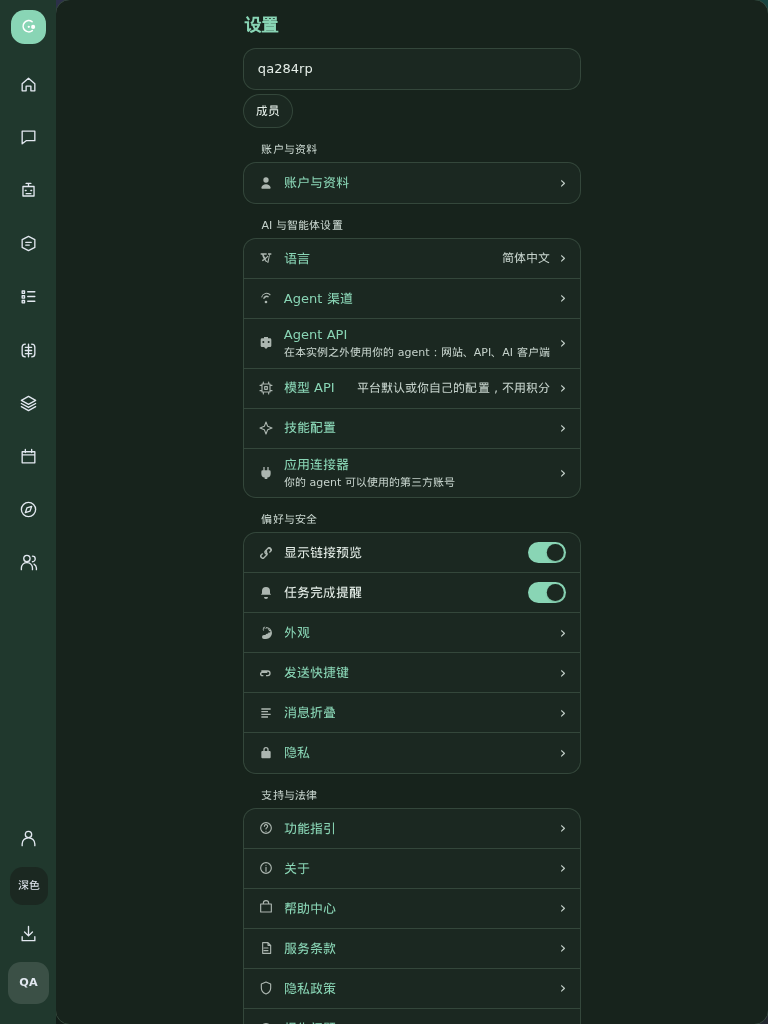 设置
qa284rp
成员
账户与资料
账户与资料
AI 与智能体设置
语言 简体中文
Agent 渠道
Agent API
在本实例之外使用你的 agent：网站、API、AI 客户端
模型 API 平台默认或你自己的配置，不用积分
技能配置
应用连接器
你的 agent 可以使用的第三方账号
偏好与安全
显示链接预览
任务完成提醒
外观
发送快捷键
消息折叠
隐私
支持与法律
功能指引
关于
帮助中心
服务条款
隐私政策
深色
QA